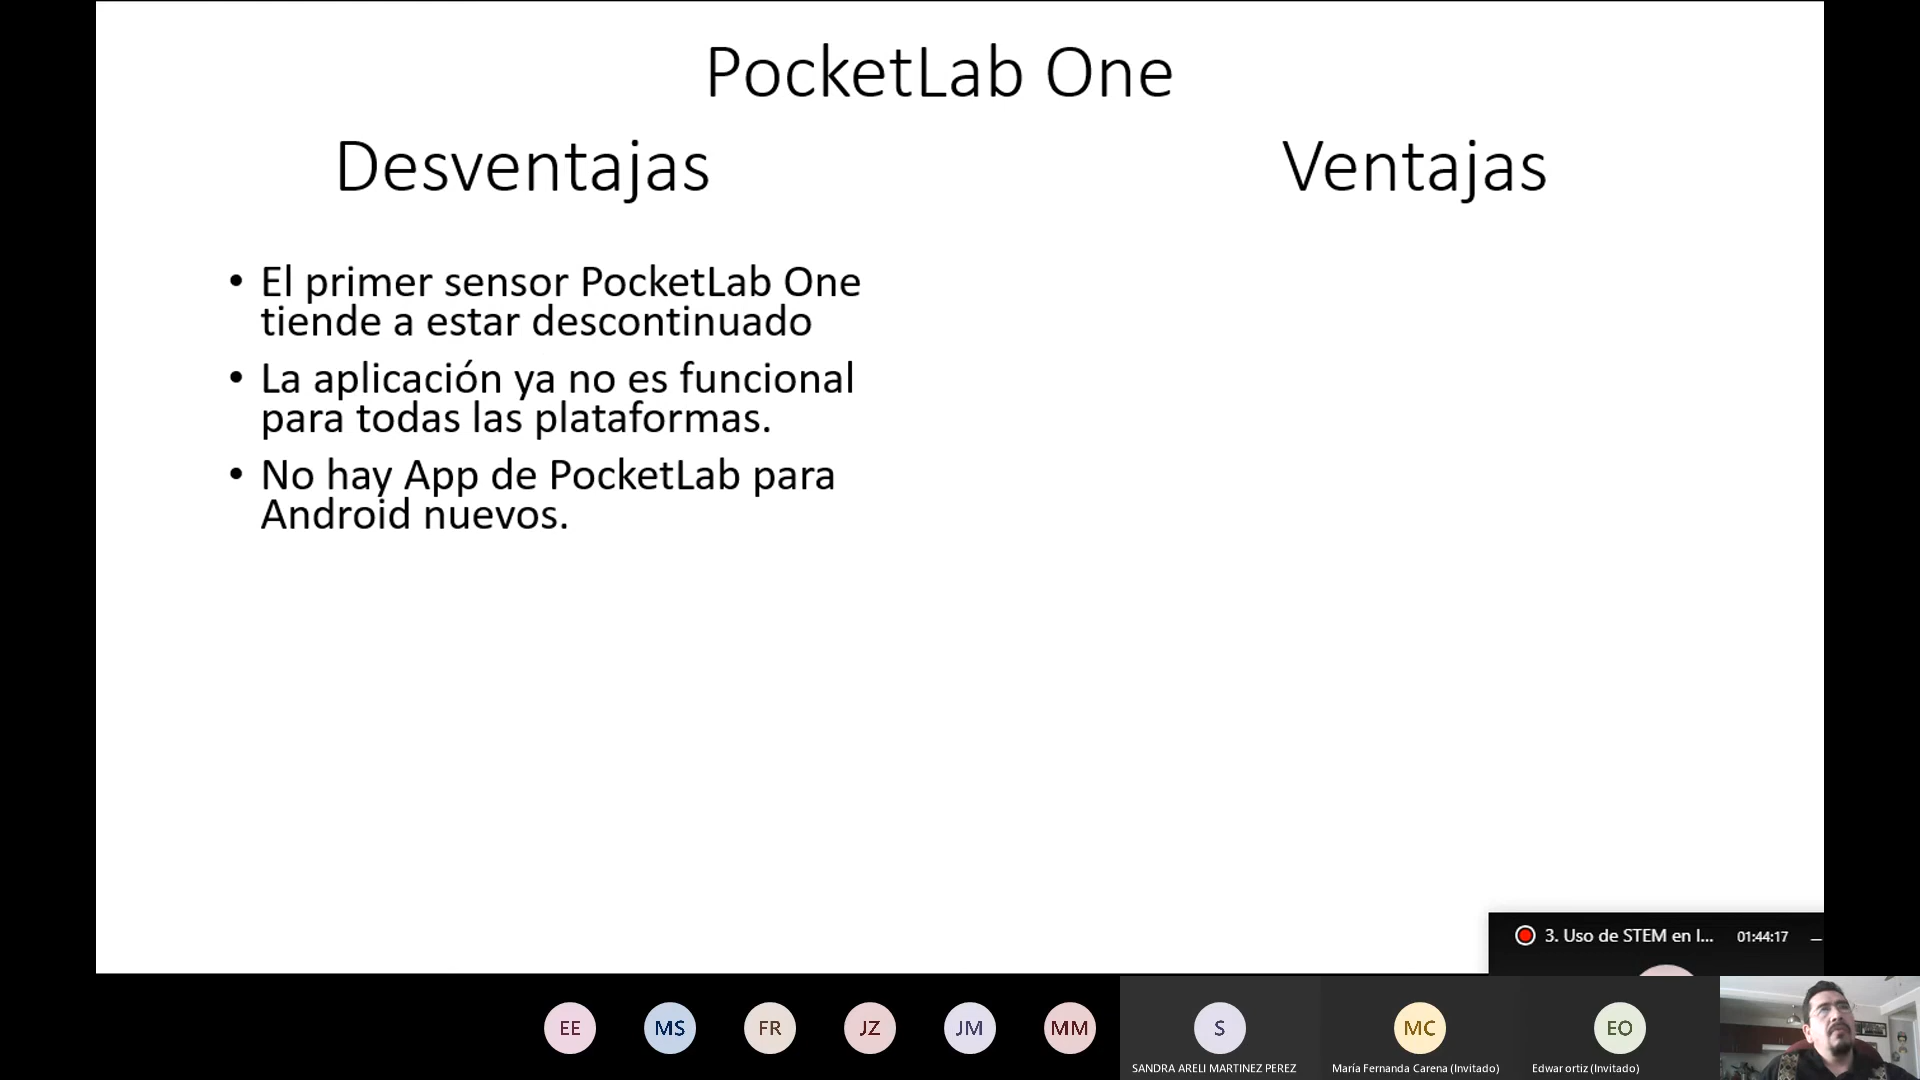 PocketLab One
Desventajas
Ventajas
• El primer sensor PocketLab One
tiende a estar descontinuado
• La aplicación ya no es funcional
para todas las plataformas.
• No hay App de PocketLab para
Android nuevos.
3. Uso de STEM en l... 01:44:17
EE MS FR JZ JM MM S MC EO
SANDRA ARELI MARTINEZ PEREZ María Fernanda Carena (Invitado) Edwar ortiz (Invitado)